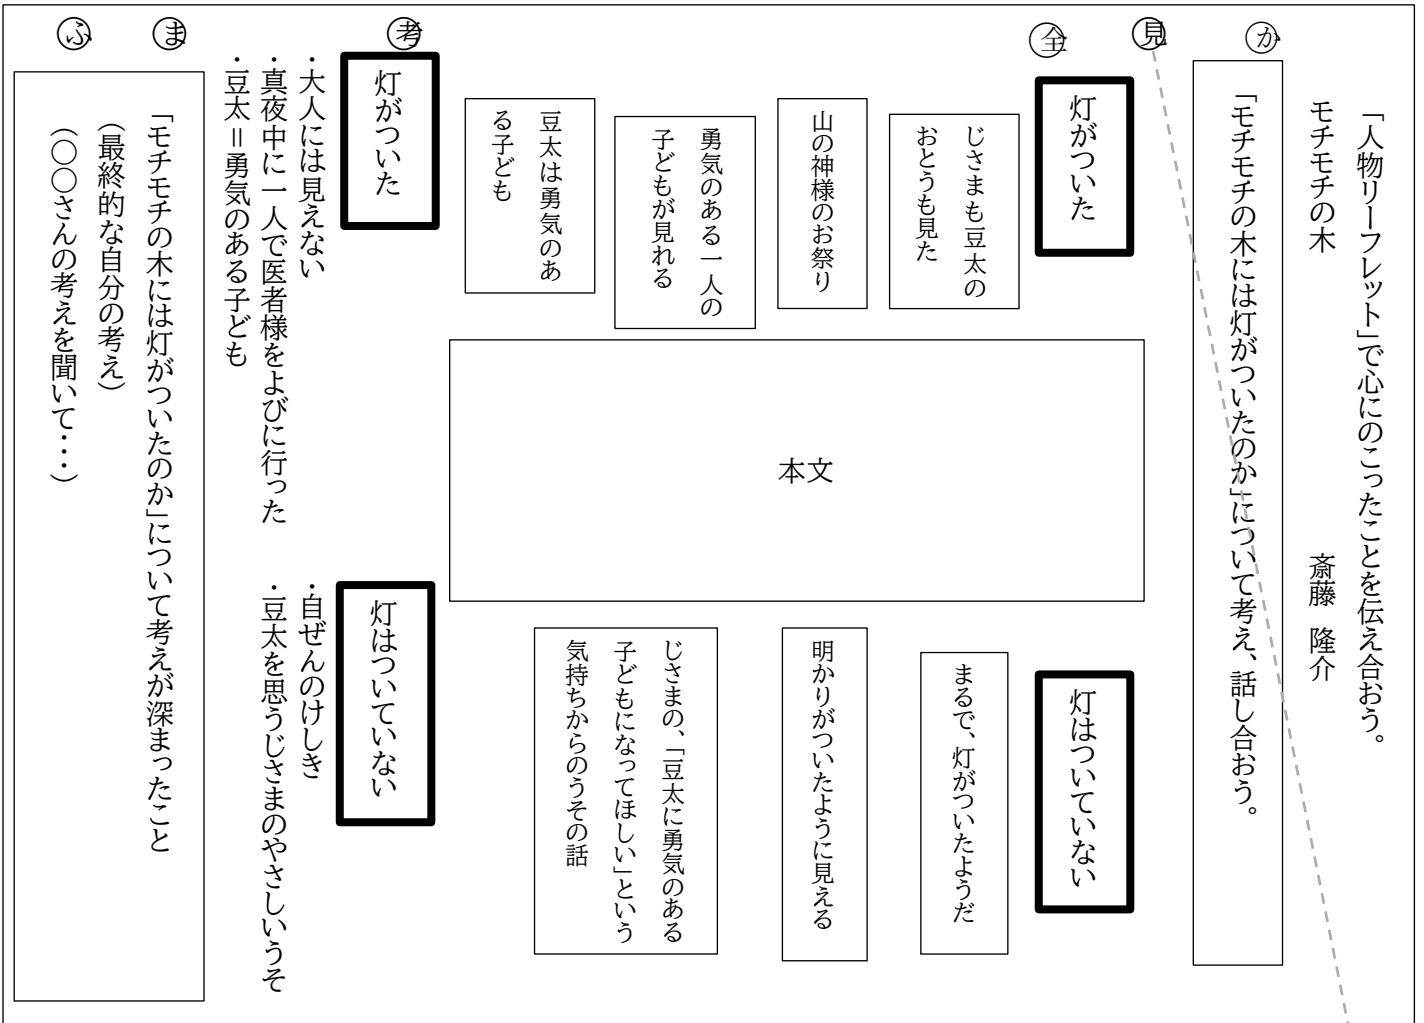 「人物リーフレット」で心にのこったことを伝え合おう。
モチモチの木　斎藤 隆介
か
「モチモチの木には灯がついたのか」について考え、話し合おう。
見
全
灯がついた
じさまも豆太の
おとうも見た
山の神様のお祭り
勇気のある一人の
子どもが見れる
豆太は勇気のあ
る子ども
本文
灯はついていない
まるで、灯がついたようだ
明かりがついたように見える
じさまの、「豆太に勇気のある
子どもになってほしい」という
気持ちからのうその話
考
灯がついた
・大人には見えない
・真夜中に一人で医者様をよびに行った
・豆太＝勇気のある子ども
灯はついていない
・自ぜんのけしき
・豆太を思うじさまのやさしいうそ
ま
「モチモチの木には灯がついたのか」について考えが深まったこと
（最終的な自分の考え）
（○○さんの考えを聞いて・・・）
ふ